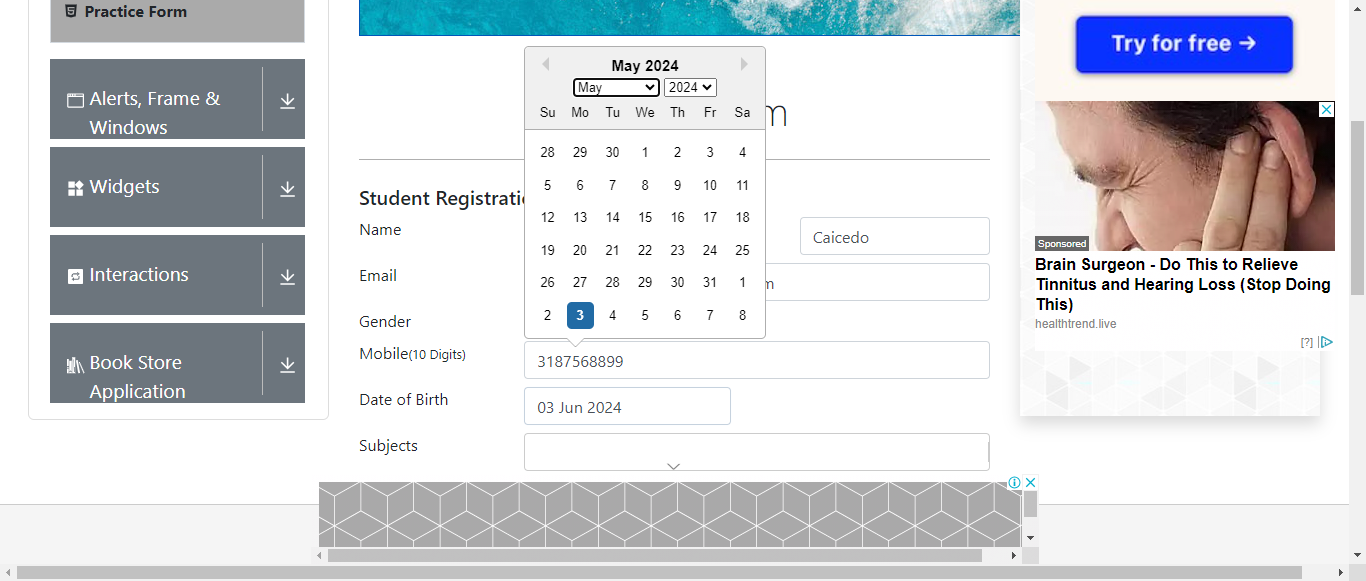 Practice Form
Alerts, Frame &
Windows
Widgets
Interactions
Book Store
Application
May 2024
May 2024
Su Mo Tu We Th Fr Sa
28 29 30 1 2 3 4
5 6 7 8 9 10 11
12 13 14 15 16 17 18
19 20 21 22 23 24 25
26 27 28 29 30 31 1
2 3 4 5 6 7 8
m
Student Registrati
Name
Caicedo
Email
m
Gender
Mobile(10 Digits)
3187568899
Date of Birth
03 Jun 2024
Subjects
Try for free →
Sponsored
Brain Surgeon - Do This to Relieve
Tinnitus and Hearing Loss (Stop Doing
This)
healthtrend.live
[?]